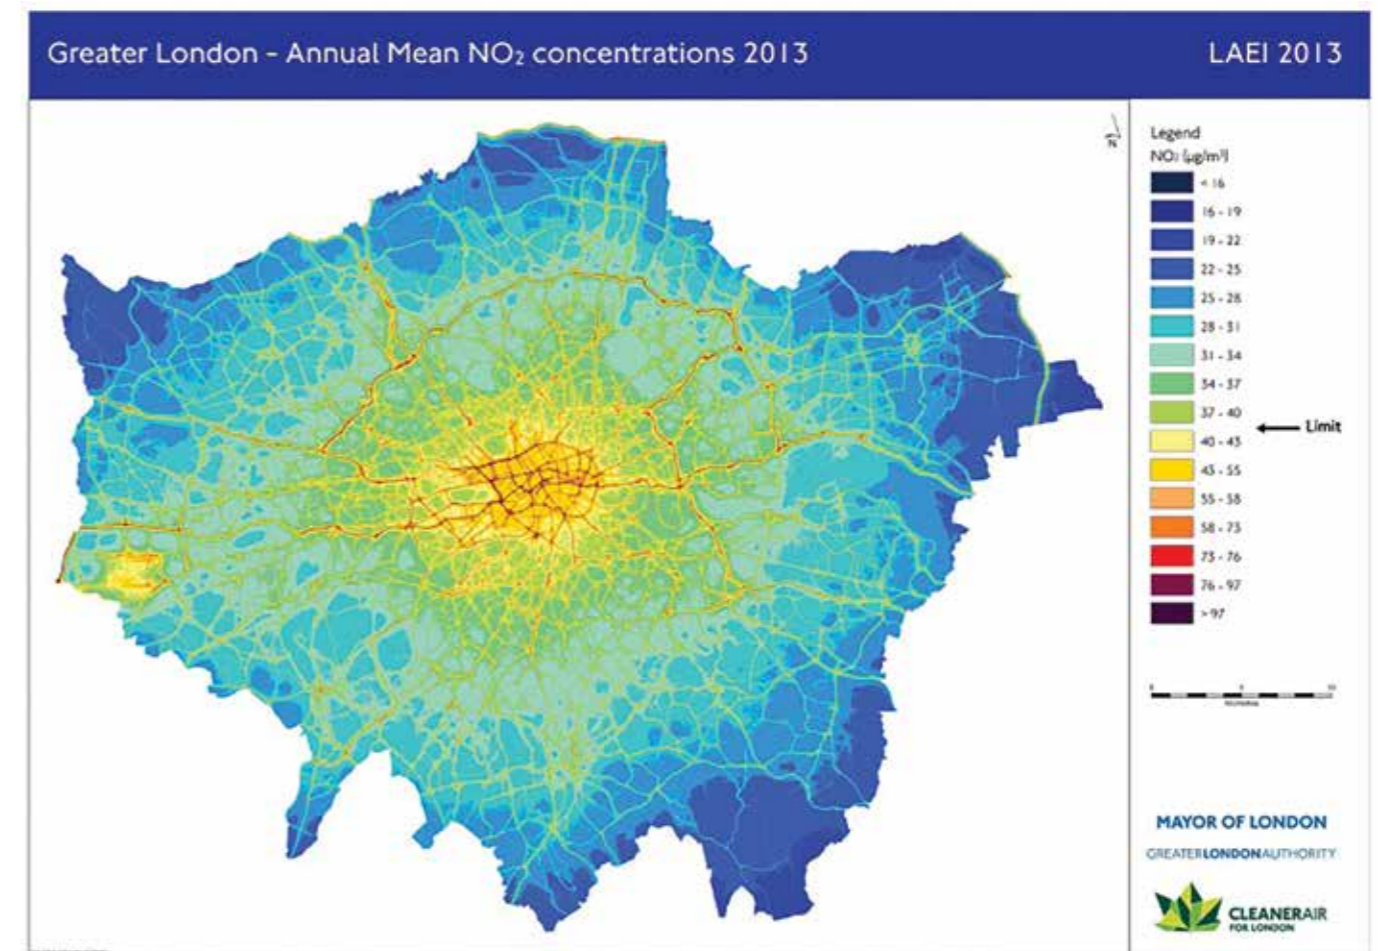 Greater London - Annual Mean NO₂ concentrations 2013
LAEI 2013
Legend
NO₂ (µg/m³)
< 16
16 - 19
19 - 22
22 - 25
25 - 28
28 - 31
31 - 34
34 - 37
37 - 40
Limit
40 - 43
43 - 55
55 - 58
58 - 73
73 - 76
76 - 97
> 97
MAYOR OF LONDON
GREATERLONDONAUTHORITY
CLEANERAIR
FOR LONDON